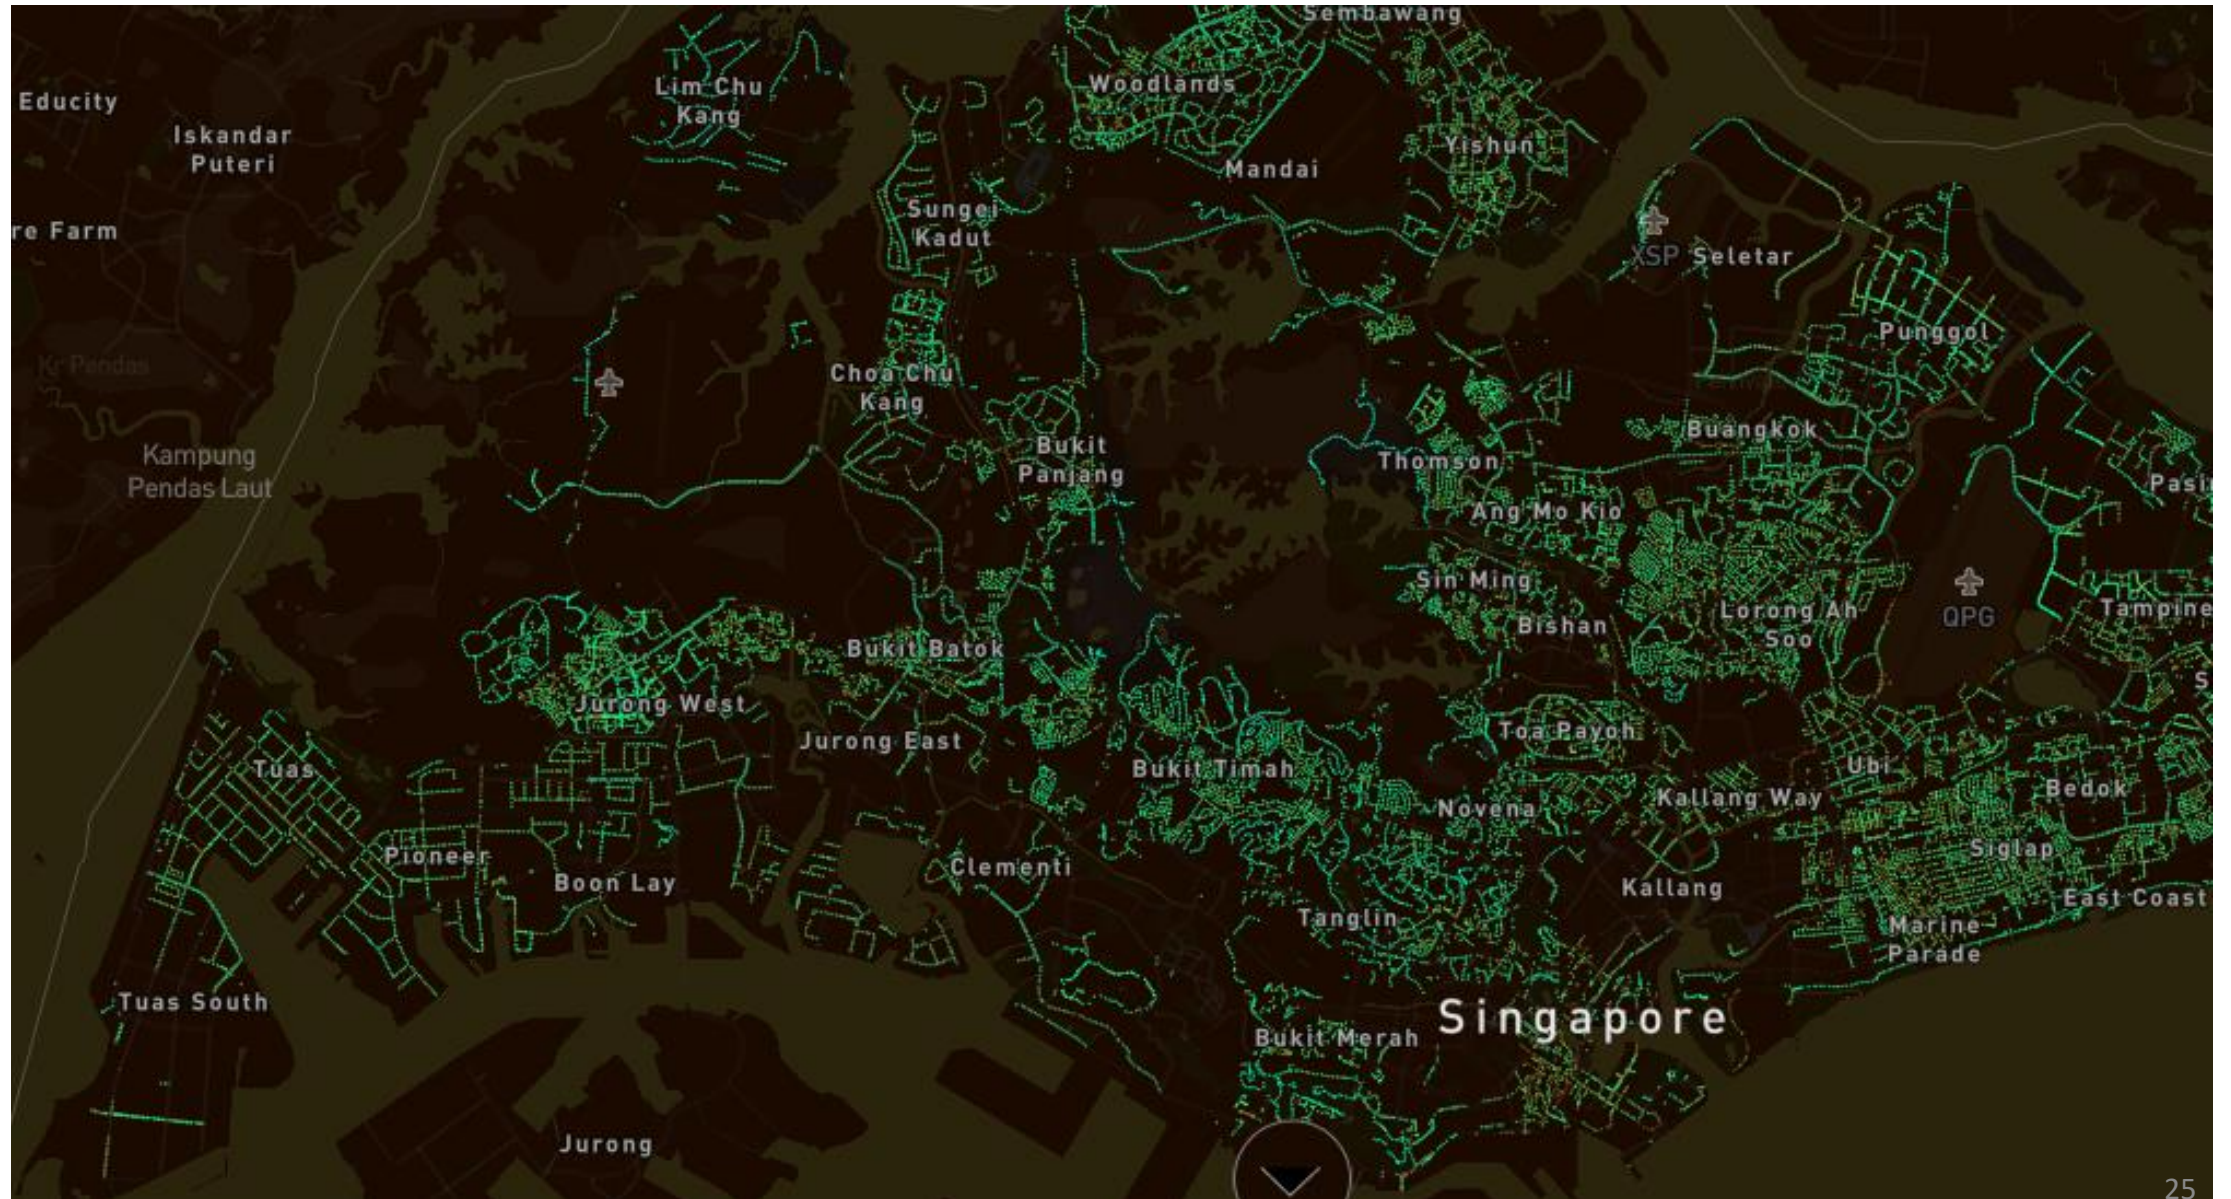 Sembawang
Lim Chu
Kang
Woodlands
Educity
Iskandar
Puteri
Yishun
Mandai
Sungei
Kadut
re Farm
XSP
Seletar
Punggol
Kr Pendas
Choa Chu
Kang
Buangkok
Bukit
Panjang
Thomson
Kampung
Pendas Laut
Pasi
Ang Mo Kio
Sin Ming
Bishan
Lorong Ah
Soo
QPG
Tampine
Bukit Batok
S
Jurong West
Toa Payoh
Jurong East
Tuas
Bukit Timah
Ubi
Bedok
Novena
Kallang Way
Siglap
Pioneer
Boon Lay
Clementi
Kallang
East Coast
Tanglin
Marine
Parade
Tuas South
Singapore
Bukit Merah
Jurong
25